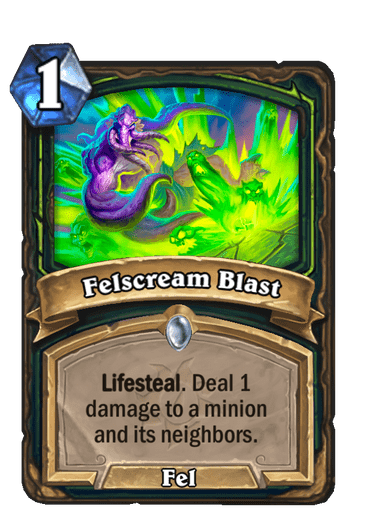 1
Felscream Blast
Lifesteal. Deal 1
damage to a minion
and its neighbors.
Fel